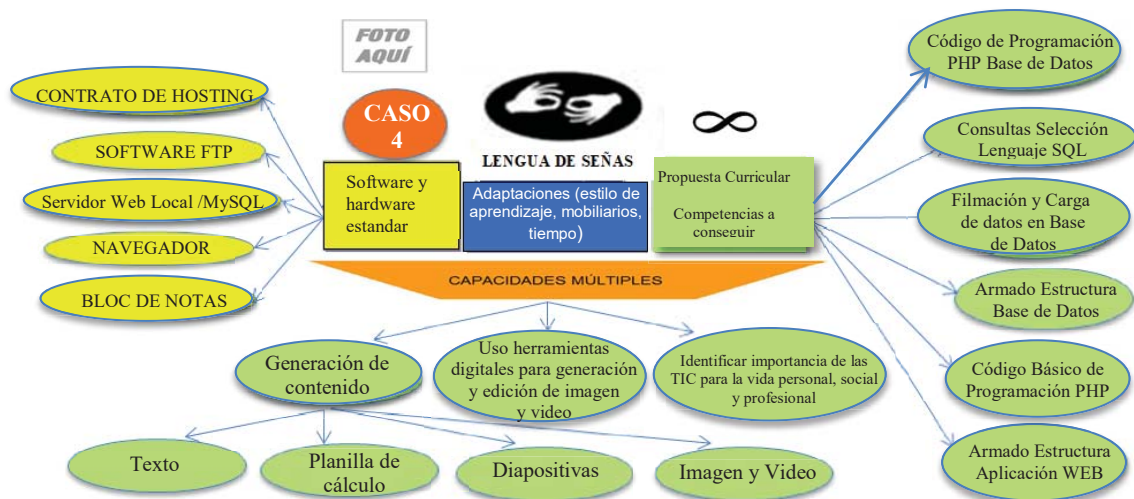 FOTO
AQUÍ
CASO
4
LENGUA DE SEÑAS
CONTRATO DE HOSTING
SOFTWARE FTP
Servidor Web Local /MySQL
NAVEGADOR
BLOC DE NOTAS
Software y
hardware
estandar
Adaptaciones (estilo de
aprendizaje, mobiliarios,
tiempo)
Propuesta Curricular
Competencias a
conseguir
Código de Programación
PHP Base de Datos
Consultas Selección
Lenguaje SQL
Filmación y Carga
de datos en Base
de Datos
Armado Estructura
Base de Datos
Código Básico de
Programación PHP
Armado Estructura
Aplicación WEB
CAPACIDADES MÚLTIPLES
Generación de
contenido
Uso herramientas
digitales para generación
y edición de imagen
y video
Identificar importancia de las
TIC para la vida personal, social
y profesional
Texto
Planilla de
cálculo
Diapositivas
Imagen y Video